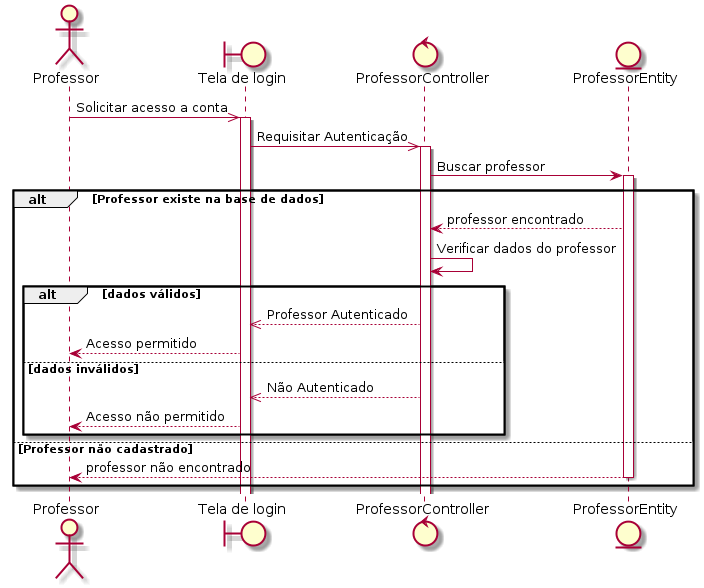 Professor
Tela de login
ProfessorController
ProfessorEntity
Solicitar acesso a conta
Requisitar Autenticação
Buscar professor
alt [Professor existe na base de dados]
professor encontrado
Verificar dados do professor
alt [dados válidos]
Professor Autenticado
Acesso permitido
[dados inválidos]
Não Autenticado
Acesso não permitido
[Professor não cadastrado]
professor não encontrado
Professor
Tela de login
ProfessorController
ProfessorEntity